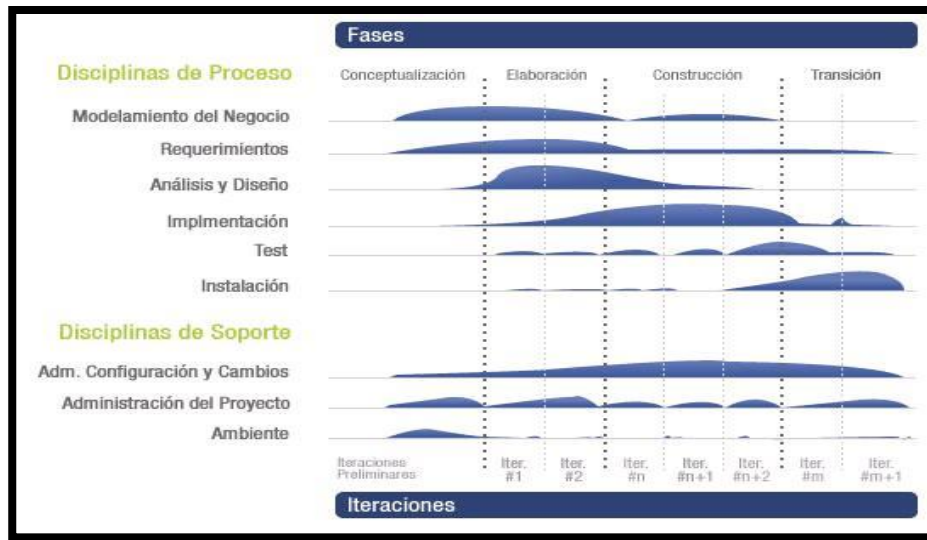 Fases
Disciplinas de Proceso
Conceptualización Elaboración Construcción Transición
Modelamiento del Negocio
Requerimientos
Análisis y Diseño
Implmentación
Test
Instalación
Disciplinas de Soporte
Adm. Configuración y Cambios
Administración del Proyecto
Ambiente
Iteraciones Iter. Iter. Iter. Iter. Iter. Iter. Iter.
Preliminares #1 #2 #n #n+1 #n+2 #m #m+1
Iteraciones